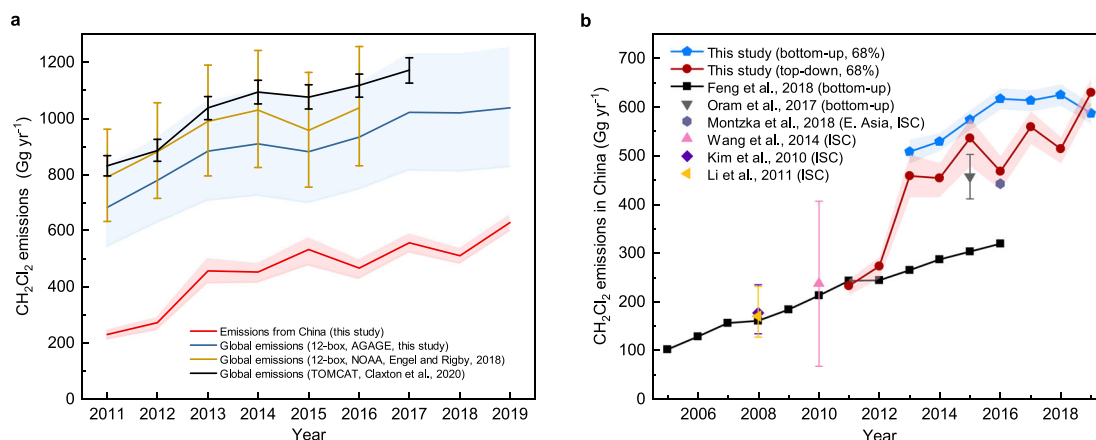 a
CH₂Cl₂ emissions (Gg yr⁻¹)
1200
1000
800
600
400
200
0
2011 2012 2013 2014 2015 2016 2017 2018 2019
Year
Emissions from China (this study)
Global emissions (12-box, AGAGE, this study)
Global emissions (12-box, NOAA, Engel and Rigby, 2018)
Global emissions (TOMCAT, Claxton et al., 2020)
b
CH₂Cl₂ emissions in China (Gg yr⁻¹)
700
600
500
400
300
200
100
0
2006 2008 2010 2012 2014 2016 2018
Year
This study (bottom-up, 68%)
This study (top-down, 68%)
Feng et al., 2018 (bottom-up)
Oram et al. 2017 (bottom-up)
Montzka et al., 2018 (E. Asia, ISC)
Wang et al., 2014 (ISC)
Kim et al., 2010 (ISC)
Li et al., 2011 (ISC)